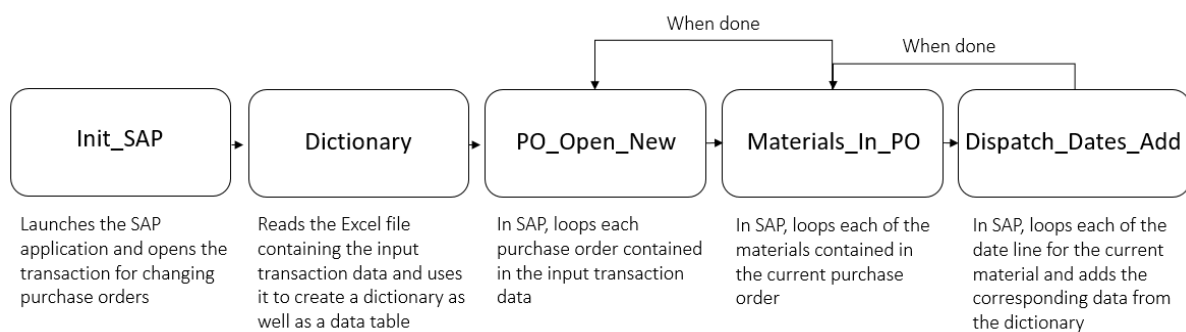 When done
When done
Init_SAP
Dictionary
PO_Open_New
Materials_In_PO
Dispatch_Dates_Add
Launches the SAP
application and opens the
transaction for changing
purchase orders
Reads the Excel file
containing the input
transaction data and uses
it to create a dictionary as
well as a data table
In SAP, loops each
purchase order contained
in the input transaction
data
In SAP, loops each of the
materials contained in
the current purchase
order
In SAP, loops each of the
date line for the current
material and adds the
corresponding data from
the dictionary